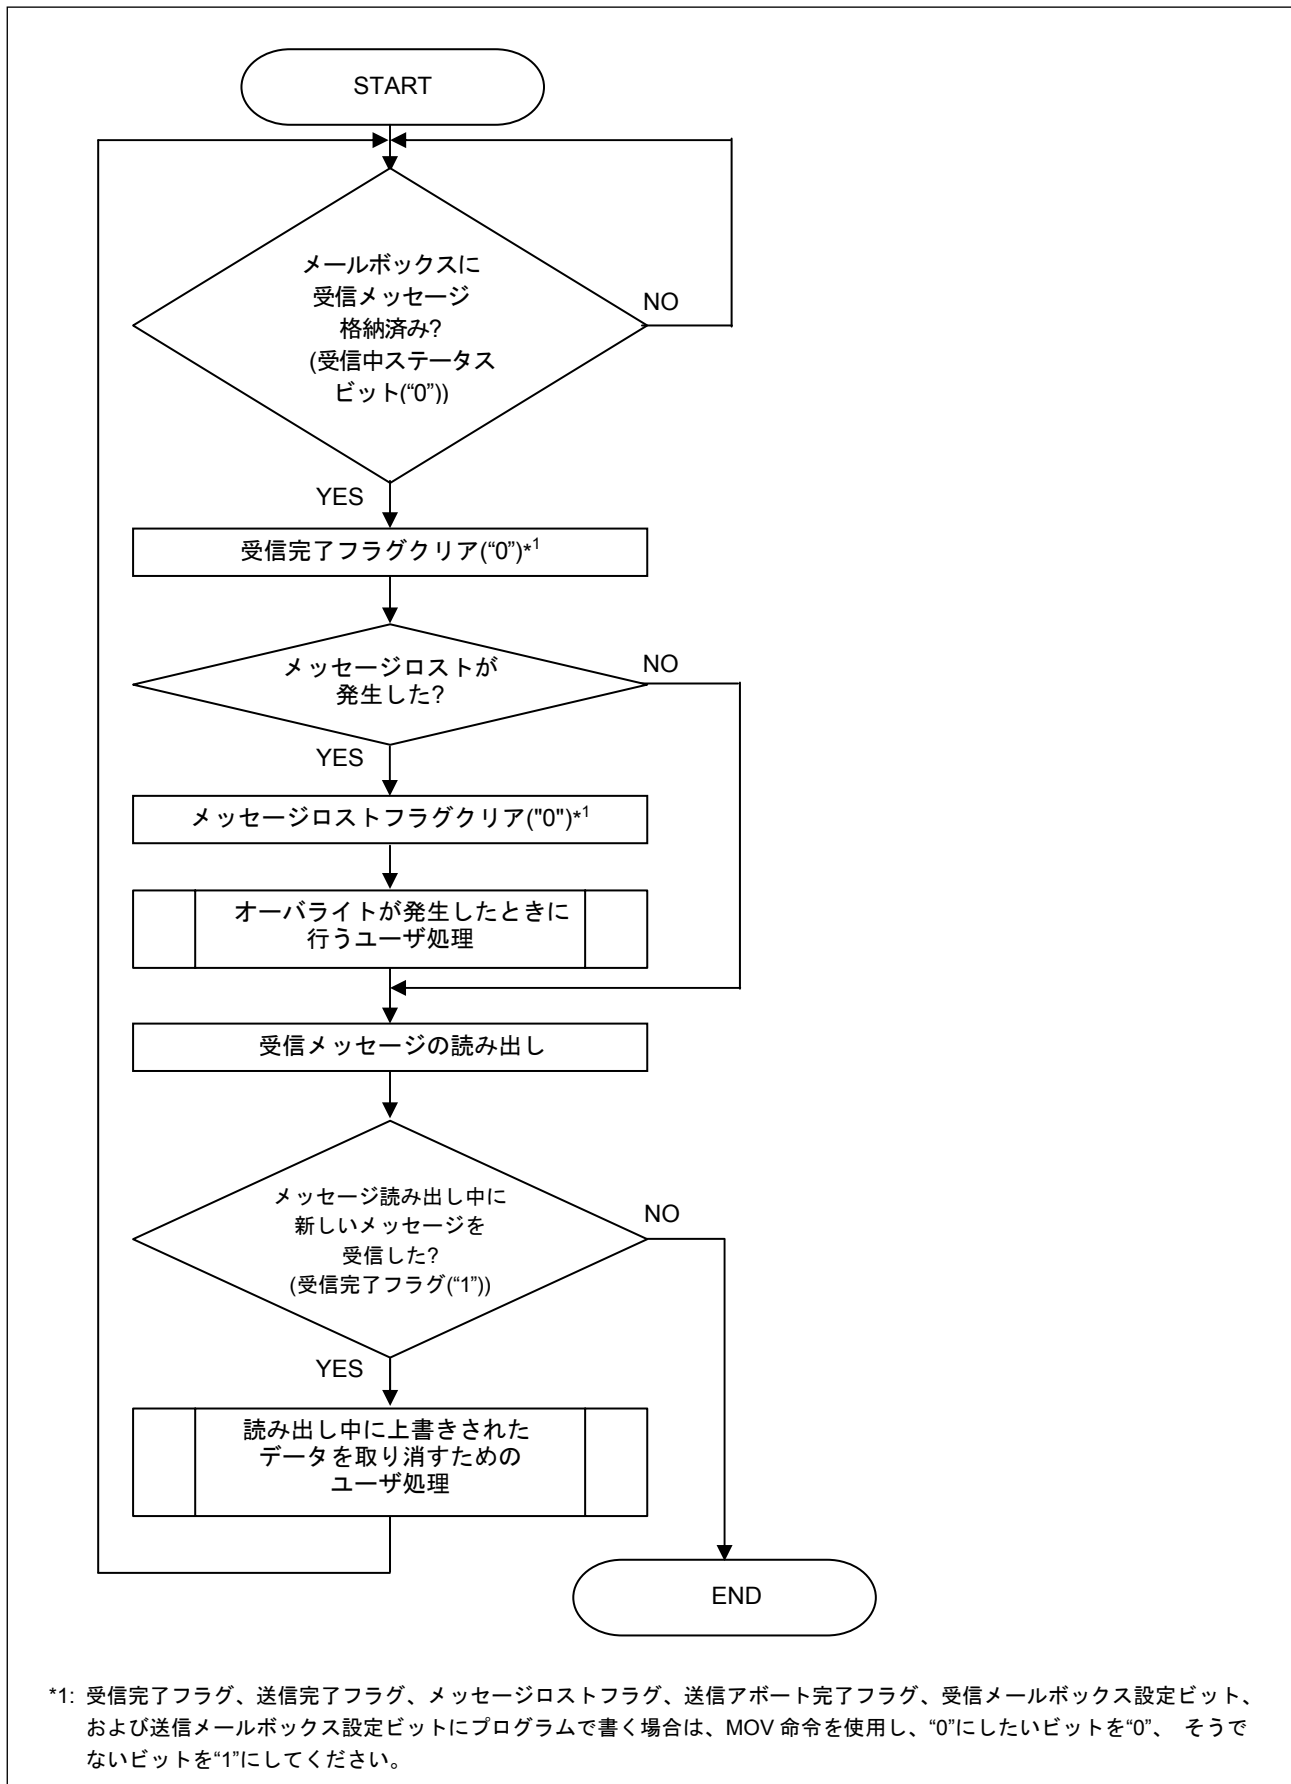 START
メールボックスに
受信メッセージ
格納済み?
(受信中ステータス
ビット(“0”))
NO
YES
受信完了フラグクリア(“0”)*1
メッセージロストが
発生した?
NO
YES
メッセージロストフラグクリア("0")*1
オーバライトが発生したときに
行うユーザ処理
受信メッセージの読み出し
メッセージ読み出し中に
新しいメッセージを
受信した?
(受信完了フラグ(“1”))
NO
YES
読み出し中に上書きされた
データを取り消すための
ユーザ処理
END
*1: 受信完了フラグ、送信完了フラグ、メッセージロストフラグ、送信アボート完了フラグ、受信メールボックス設定ビット、
および送信メールボックス設定ビットにプログラムで書く場合は、MOV 命令を使用し、“0”にしたいビットを“0”、 そうで
ないビットを“1”にしてください。